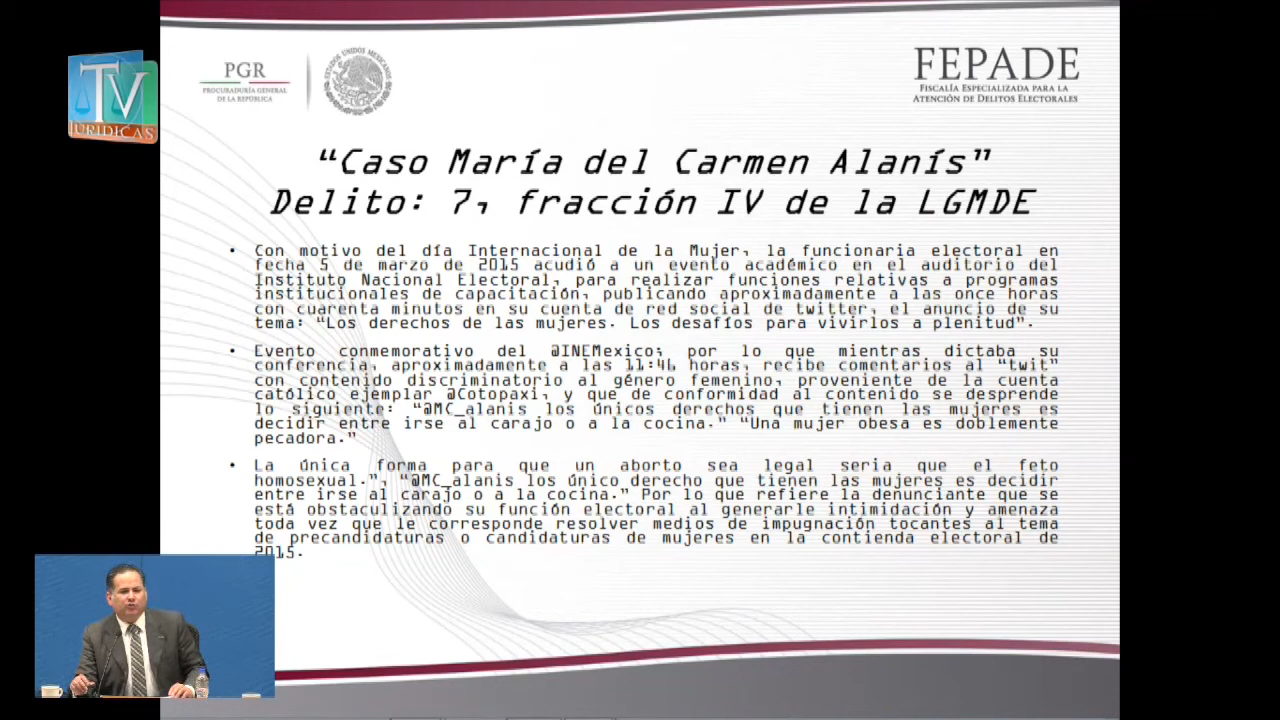 TV
JURIDICAS
PGR
PROCURADURÍA GENERAL
DE LA REPÚBLICA
ESTADOS UNIDOS MEXICANOS
FEPADE
FISCALÍA ESPECIALIZADA PARA LA
ATENCIÓN DE DELITOS ELECTORALES
“Caso María del Carmen Alanís”
Delito: 7, fracción IV de la LGMDE
• Con motivo del día Internacional de la Mujer, la funcionaria electoral en
fecha 5 de marzo de 2015 acudió a un evento académico en el auditorio del
Instituto Nacional Electoral, para realizar funciones relativas a programas
institucionales de capacitación, publicando aproximadamente a las once horas
con cuarenta minutos en su cuenta de red social de twitter, el anuncio de su
tema: “Los derechos de las mujeres. Los desafíos para vivirlos a plenitud”.
• Evento conmemorativo del @INEMexico; por lo que mientras dictaba su
conferencia, aproximadamente a las 11:46 horas, recibe comentarios al “twit”
con contenido discriminatorio al género femenino, proveniente de la cuenta
católico ejemplar @Cotopaxi, y que de conformidad al contenido se desprende
lo siguiente: “@MC_alanis los únicos derechos que tienen las mujeres es
decidir entre irse al carajo o a la cocina.” “Una mujer obesa es doblemente
pecadora.”
• La única forma para que un aborto sea legal seria que el feto
homosexual.”, “@MC_alanis los único derecho que tienen las mujeres es decidir
entre irse al carajo o a la cocina.” Por lo que refiere la denunciante que se
está obstaculizando su función electoral al generarle intimidación y amenaza
toda vez que le corresponde resolver medios de impugnación tocantes al tema
de precandidaturas o candidaturas de mujeres en la contienda electoral de
2015.